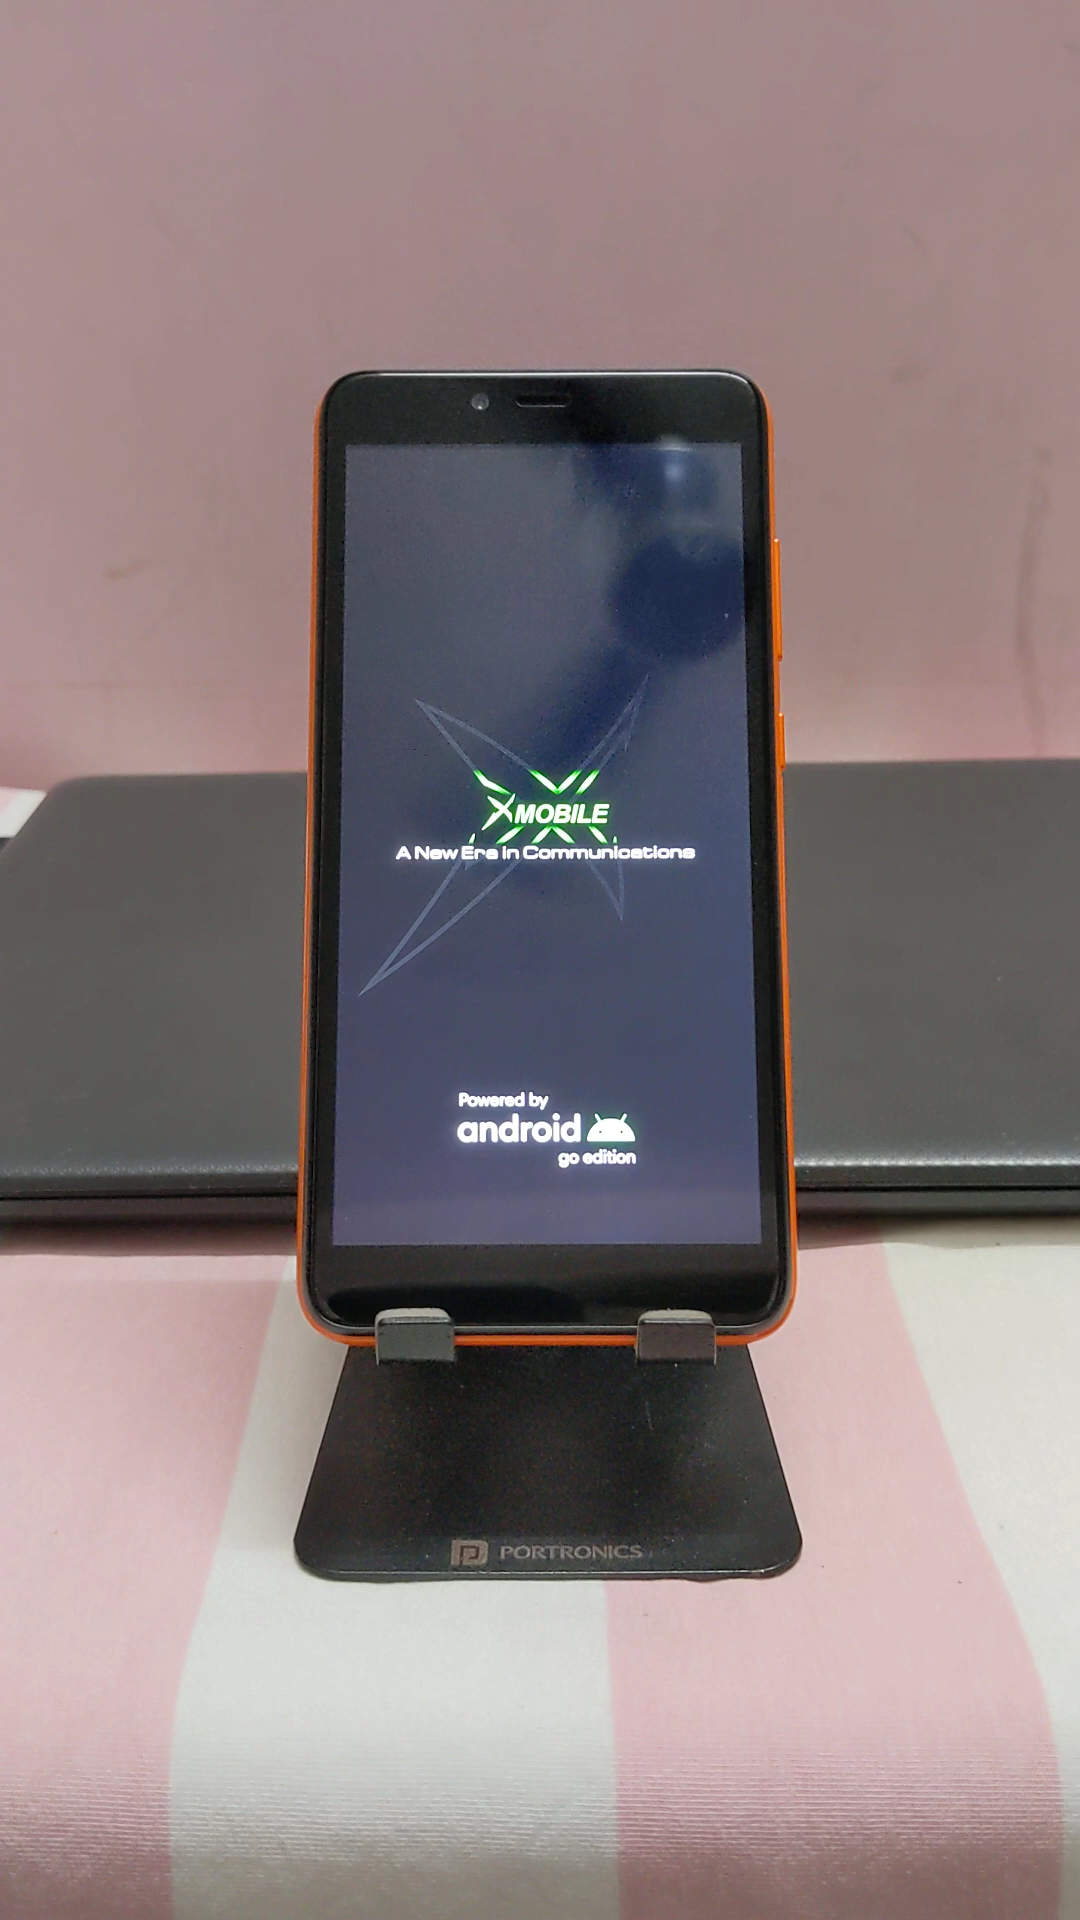 XMOBILE
A New Era in Communications
Powered by
android
go edition
PORTRONICS